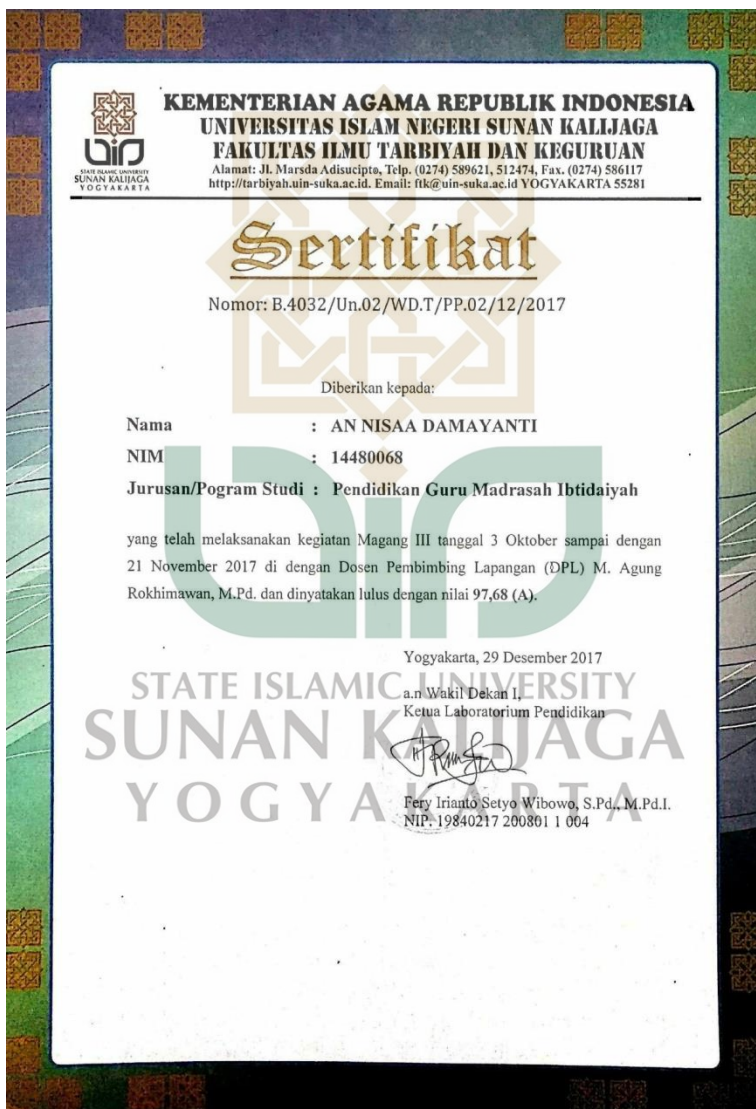 STATE ISLAMIC UNIVERSITY
SUNAN KALIJAGA
YOGYAKARTA
KEMENTERIAN AGAMA REPUBLIK INDONESIA
UNIVERSITAS ISLAM NEGERI SUNAN KALIJAGA
FAKULTAS ILMU TARBIYAH DAN KEGURUAN
Alamat: Jl. Marsda Adisucipto, Telp. (0274) 589621, 512474, Fax. (0274) 586117
http://tarbiyah.uin-suka.ac.id. Email: ftk@uin-suka.ac.id YOGYAKARTA 55281
Sertifikat
Nomor: B.4032/Un.02/WD.T/PP.02/12/2017
Diberikan kepada:
Nama : AN NISAA DAMAYANTI
NIM : 14480068
Jurusan/Pogram Studi : Pendidikan Guru Madrasah Ibtidaiyah
yang telah melaksanakan kegiatan Magang III tanggal 3 Oktober sampai dengan
21 November 2017 di dengan Dosen Pembimbing Lapangan (DPL) M. Agung
Rokhimawan, M.Pd. dan dinyatakan lulus dengan nilai 97,68 (A).
Yogyakarta, 29 Desember 2017
a.n Wakil Dekan I,
Ketua Laboratorium Pendidikan
Fery Irianto Setyo Wibowo, S.Pd., M.Pd.I.
NIP. 19840217 200801 1 004
STATE ISLAMIC UNIVERSITY
SUNAN KALIJAGA
YOGYAKARTA